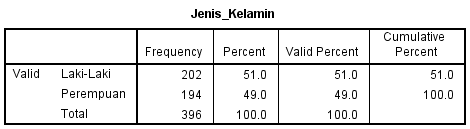 Jenis_Kelamin
Frequency Percent Valid Percent Cumulative Percent
Valid Laki-Laki 202 51.0 51.0 51.0
Perempuan 194 49.0 49.0 100.0
Total 396 100.0 100.0